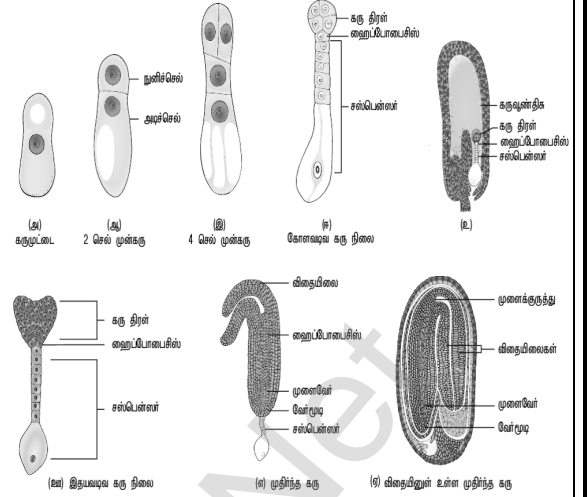 கரு திரள்
ஹைப்போபைசிஸ்
சஸ்பென்ஸர்
நுனிச்செல்
அடிச்செல்
கருவூண்திசு
கரு திரள்
ஹைப்போபைசிஸ்
சஸ்பென்ஸர்
(அ)
கருமுட்டை
(ஆ)
2 செல் முன்கரு
(இ)
4 செல் முன்கரு
(ஈ)
கோளவடிவ கரு நிலை
(உ)
கரு திரள்
ஹைப்போபைசிஸ்
சஸ்பென்ஸர்
(ஊ) இதயவடிவ கரு நிலை
விதையிலை
ஹைப்போபைசிஸ்
முளைவேர்
வேர்மூடி
சஸ்பென்ஸர்
(எ) முதிர்ந்த கரு
முளைக்குருத்து
விதையிலைகள்
முளைவேர்
வேர்மூடி
(ஏ) விதையினுள் உள்ள முதிர்ந்த கரு
Net